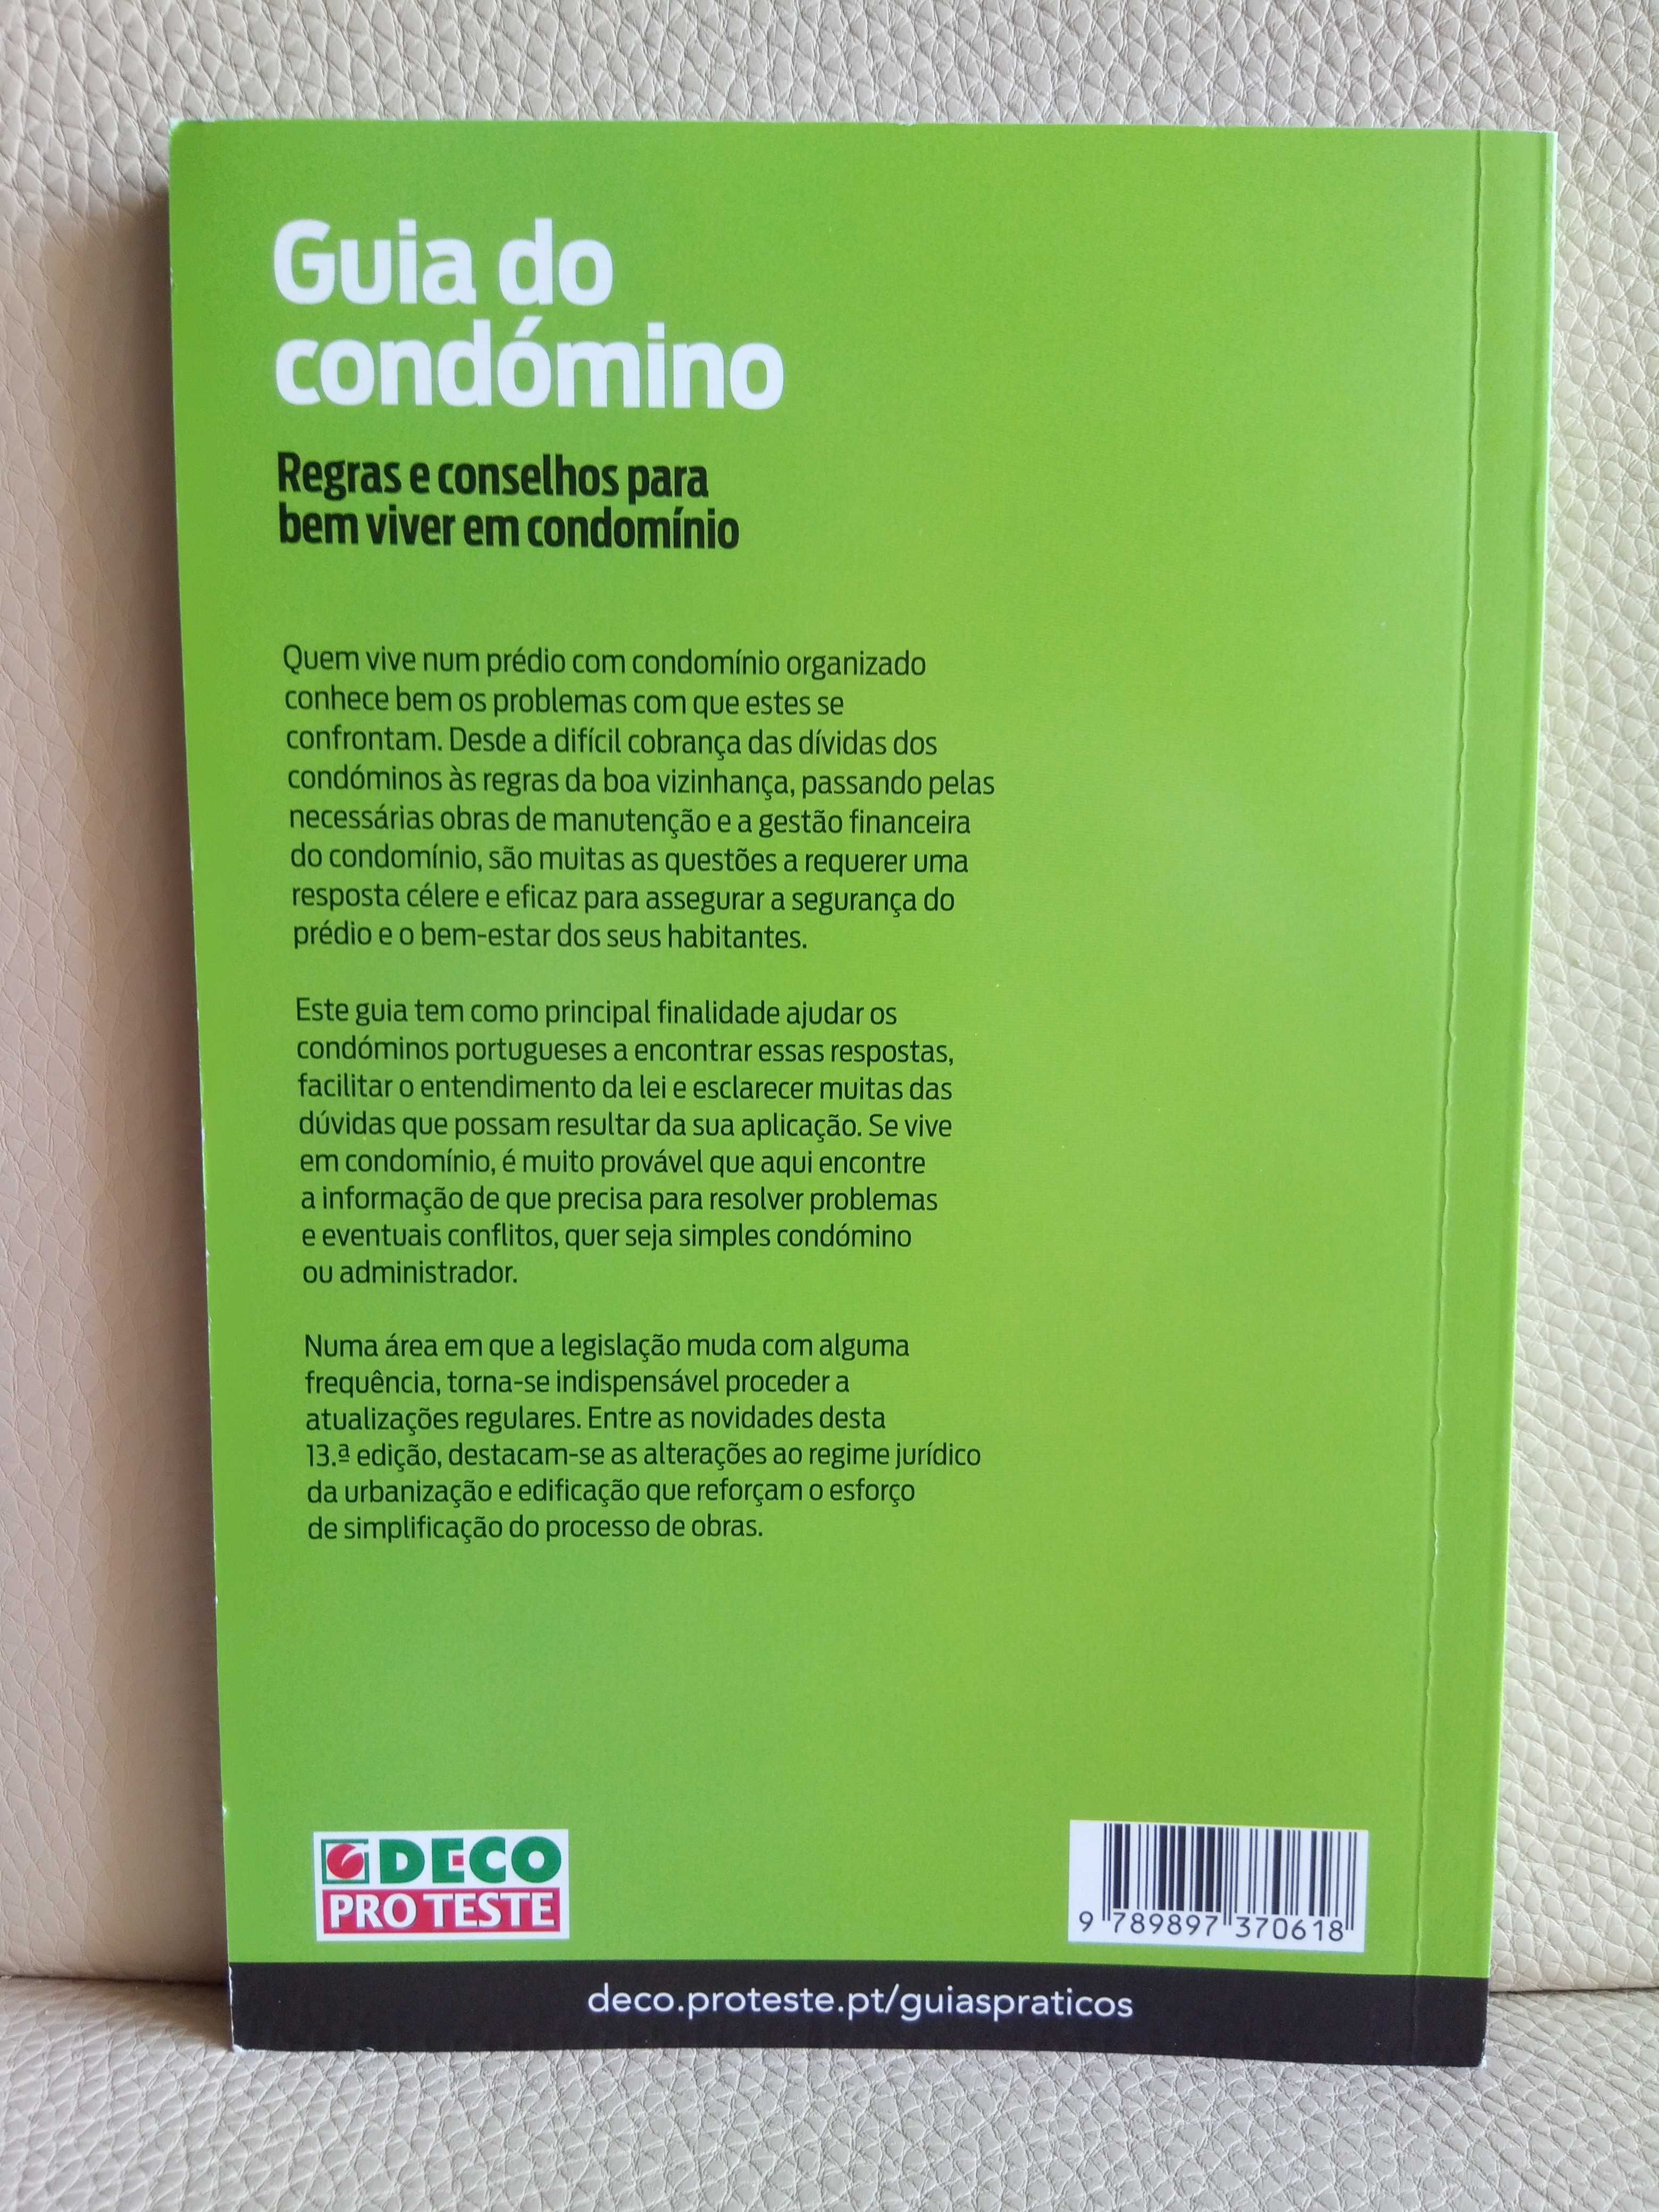 Guia do
condómino
Regras e conselhos para
bem viver em condomínio
Quem vive num prédio com condomínio organizado
conhece bem os problemas com que estes se
confrontam. Desde a difícil cobrança das dívidas dos
condóminos às regras da boa vizinhança, passando pelas
necessárias obras de manutenção e a gestão financeira
do condomínio, são muitas as questões a requerer uma
resposta célere e eficaz para assegurar a segurança do
prédio e o bem-estar dos seus habitantes.
Este guia tem como principal finalidade ajudar os
condóminos portugueses a encontrar essas respostas,
facilitar o entendimento da lei e esclarecer muitas das
dúvidas que possam resultar da sua aplicação. Se vive
em condomínio, é muito provável que aqui encontre
a informação de que precisa para resolver problemas
e eventuais conflitos, quer seja simples condómino
ou administrador.
Numa área em que a legislação muda com alguma
frequência, torna-se indispensável proceder a
atualizações regulares. Entre as novidades desta
13.ª edição, destacam-se as alterações ao regime jurídico
da urbanização e edificação que reforçam o esforço
de simplificação do processo de obras.
DECO
PRO TESTE
9 789897 370618
deco.proteste.pt/guiaspraticos